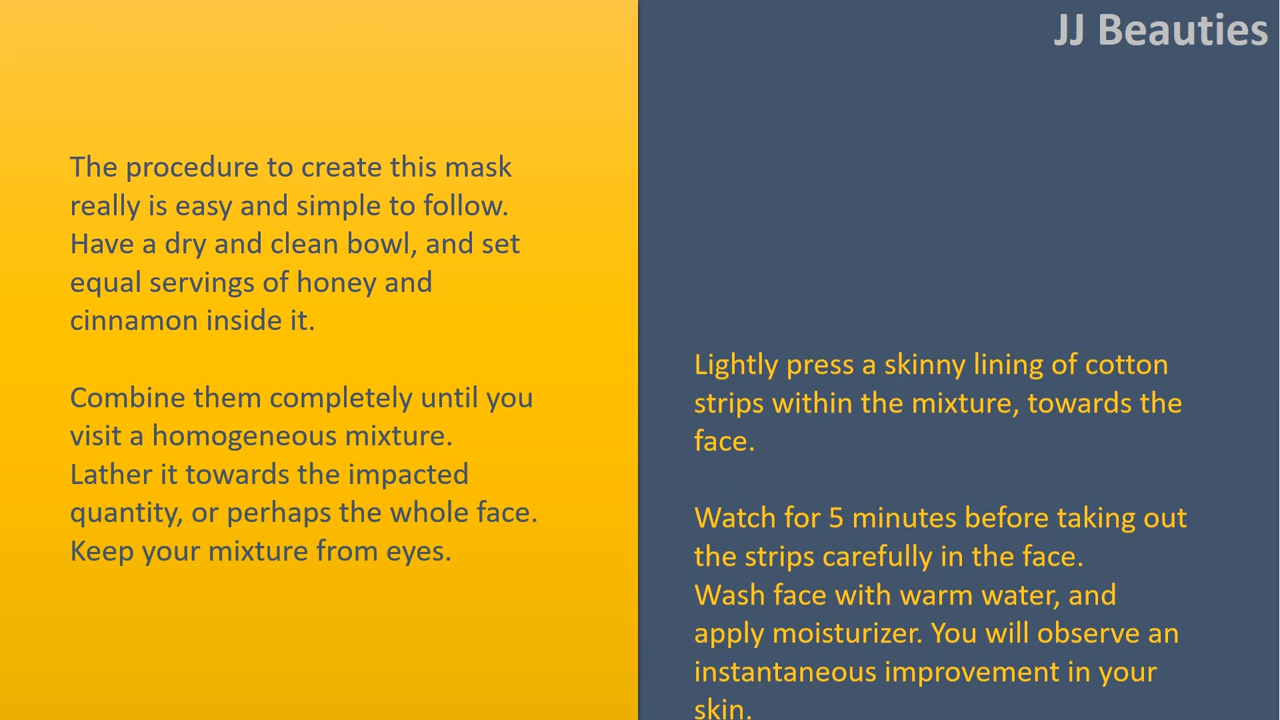 JJ Beauties
The procedure to create this mask
really is easy and simple to follow.
Have a dry and clean bowl, and set
equal servings of honey and
cinnamon inside it.
Combine them completely until you
visit a homogeneous mixture.
Lather it towards the impacted
quantity, or perhaps the whole face.
Keep your mixture from eyes.
Lightly press a skinny lining of cotton
strips within the mixture, towards the
face.
Watch for 5 minutes before taking out
the strips carefully in the face.
Wash face with warm water, and
apply moisturizer. You will observe an
instantaneous improvement in your
skin.